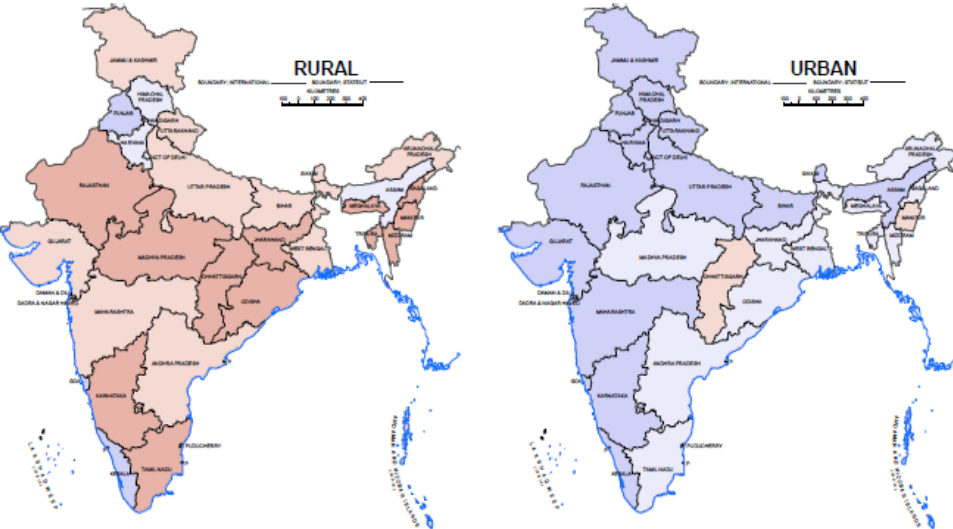 RURAL
BOUNDARY, INTERNATIONAL BOUNDARY, STATE/UT
KILOMETRES
JAMMU & KASHMIR
HIMACHAL
PRADESH
PUNJAB
CHANDIGARH
UTTARAKHAND
HARYANA
NCT OF DELHI
RAJASTHAN
UTTAR PRADESH
BIHAR
SIKKIM
ARUNACHAL
PRADESH
ASSAM
NAGALAND
MEGHALAYA
MANIPUR
TRIPURA
MIZORAM
GUJARAT
MADHYA PRADESH
JHARKHAND
WEST BENGAL
CHHATTISGARH
ODISHA
DAMAN & DIU
DADRA & NAGAR HAVELI
MAHARASHTRA
ANDHRA PRADESH
GOA
KARNATAKA
PUDUCHERRY
TAMIL NADU
KERALA
LAKSHADWEEP
ANDAMAN AND NICOBAR ISLANDS
URBAN
BOUNDARY, INTERNATIONAL BOUNDARY, STATE/UT
KILOMETRES
JAMMU & KASHMIR
HIMACHAL
PRADESH
PUNJAB
CHANDIGARH
UTTARAKHAND
HARYANA
NCT OF DELHI
RAJASTHAN
UTTAR PRADESH
BIHAR
SIKKIM
ARUNACHAL
PRADESH
ASSAM
NAGALAND
MEGHALAYA
MANIPUR
TRIPURA
MIZORAM
GUJARAT
MADHYA PRADESH
JHARKHAND
WEST BENGAL
CHHATTISGARH
ODISHA
DAMAN & DIU
DADRA & NAGAR HAVELI
MAHARASHTRA
ANDHRA PRADESH
GOA
KARNATAKA
PUDUCHERRY
TAMIL NADU
KERALA
LAKSHADWEEP
ANDAMAN AND NICOBAR ISLANDS